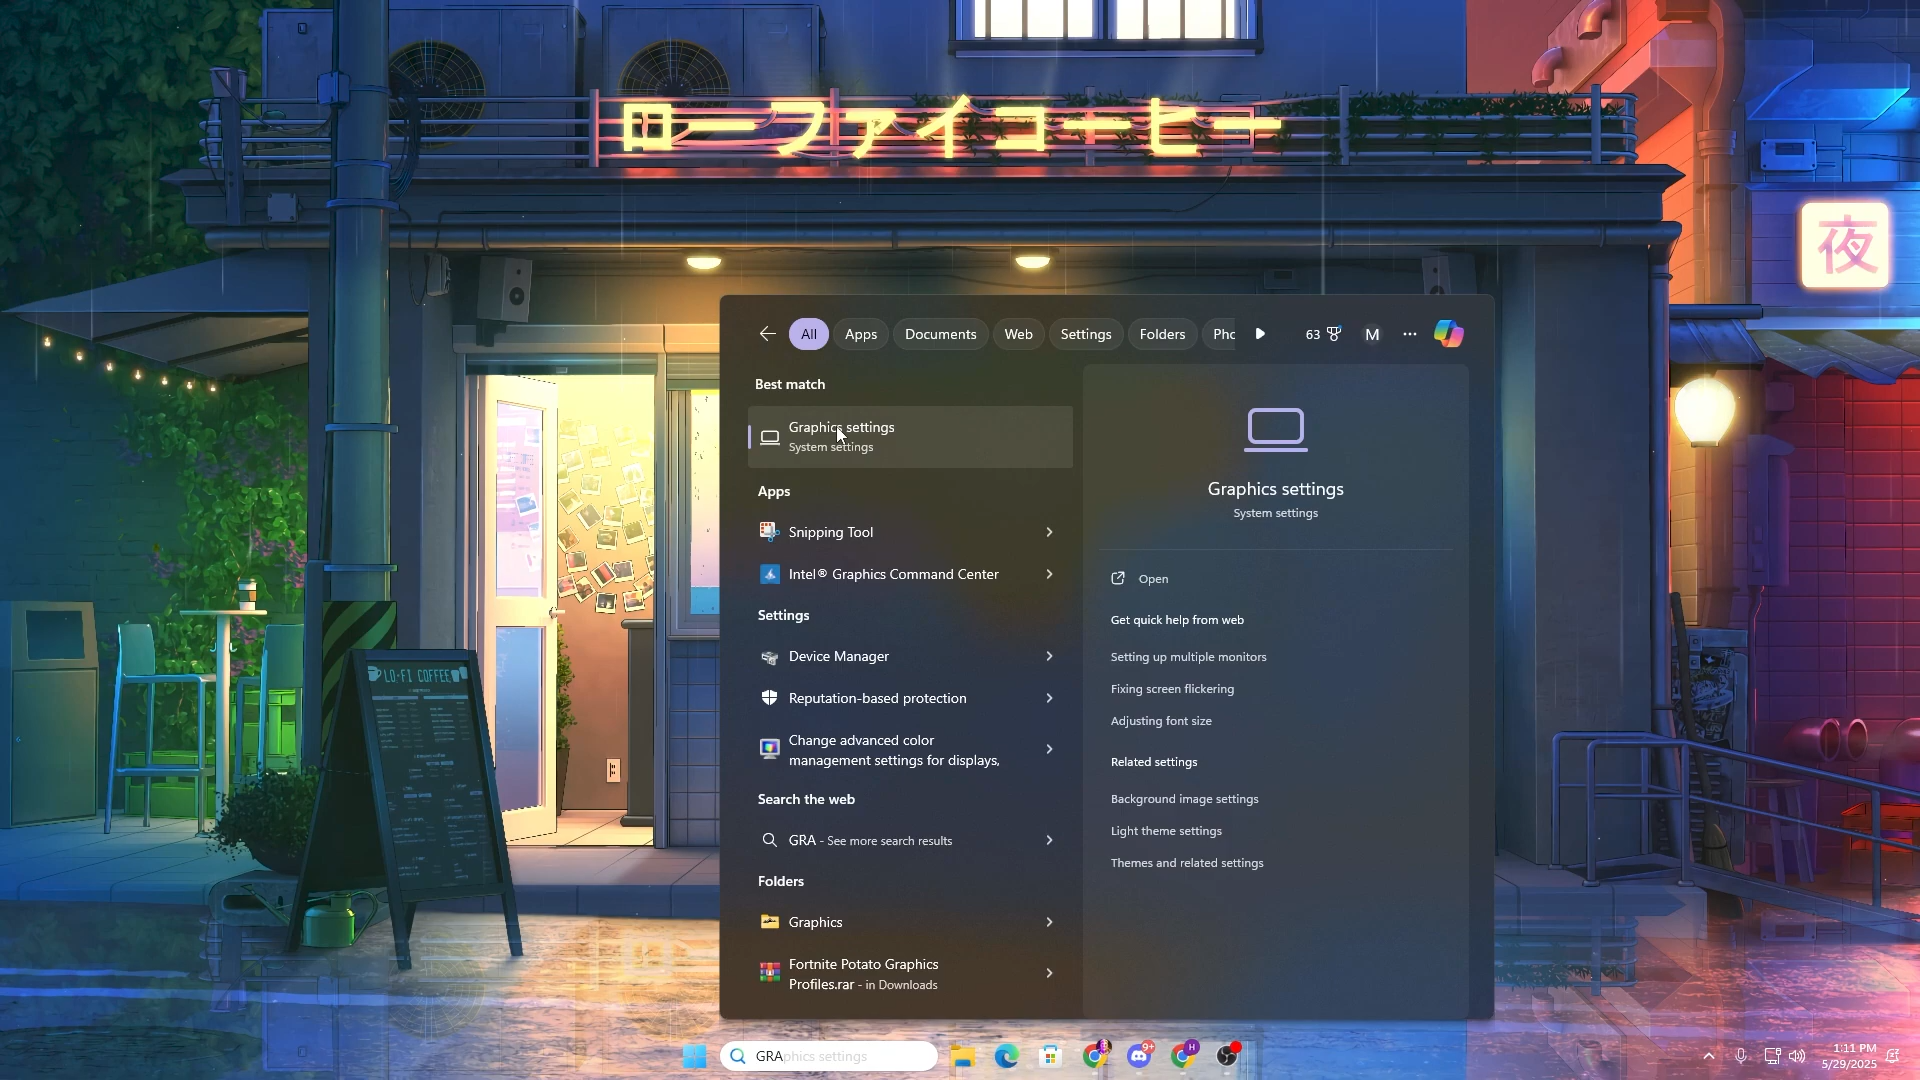 ローファイコーヒー
夜
All
Apps
Documents
Web
Settings
Folders
Pho
63
M
Best match
Graphics settings
System settings
Apps
Snipping Tool
Intel® Graphics Command Center
Settings
Device Manager
Reputation-based protection
Change advanced color
management settings for displays,
Search the web
GRA - See more search results
Folders
Graphics
Fortnite Potato Graphics
Profiles.rar - in Downloads
Graphics settings
System settings
Open
Get quick help from web
Setting up multiple monitors
Fixing screen flickering
Adjusting font size
Related settings
Background image settings
Light theme settings
Themes and related settings
LO-FI COFFEE
GRAphics settings
9+
H
1:11 PM
5/29/2025